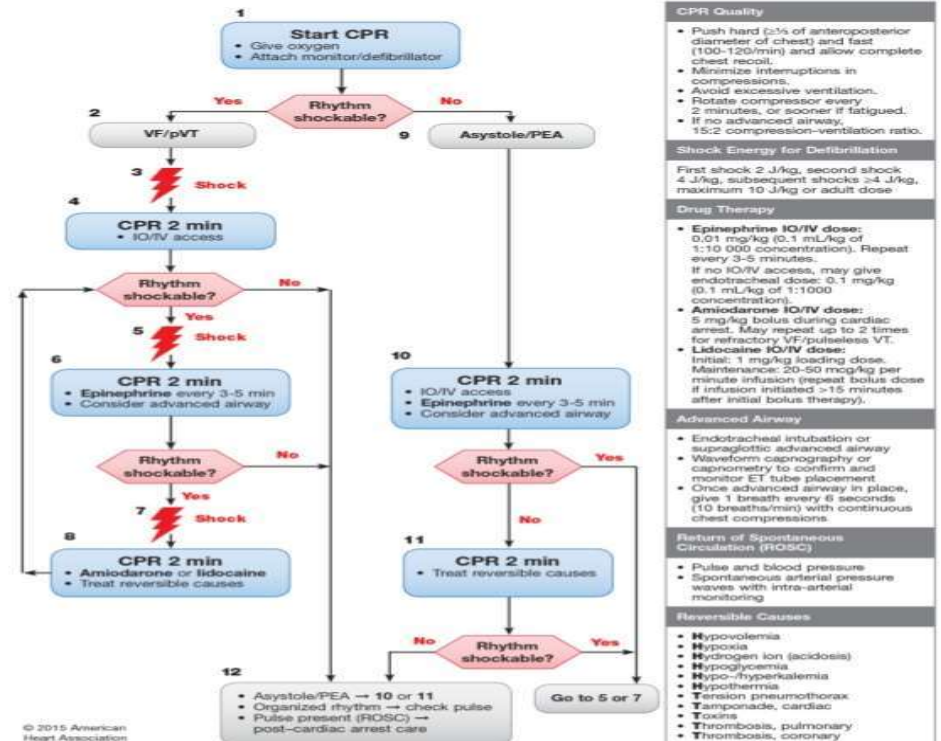 1
Start CPR
• Give oxygen
• Attach monitor/defibrillator
Rhythm
shockable?
Yes
No
2
VF/pVT
9
Asystole/PEA
3
Shock
4
CPR 2 min
• IO/IV access
Rhythm
shockable?
No
Yes
5
Shock
6
CPR 2 min
• Epinephrine every 3-5 min
• Consider advanced airway
Rhythm
shockable?
No
Yes
7
Shock
8
CPR 2 min
• Amiodarone or lidocaine
• Treat reversible causes
10
CPR 2 min
• IO/IV access
• Epinephrine every 3-5 min
• Consider advanced airway
Rhythm
shockable?
Yes
No
11
CPR 2 min
• Treat reversible causes
No
Rhythm
shockable?
Yes
12
• Asystole/PEA → 10 or 11
• Organized rhythm → check pulse
• Pulse present (ROSC) →
post–cardiac arrest care
Go to 5 or 7
© 2015 American
Heart Association
CPR Quality
• Push hard (≥⅓ of anteroposterior
diameter of chest) and fast
(100-120/min) and allow complete
chest recoil.
• Minimize interruptions in
compressions.
• Avoid excessive ventilation.
• Rotate compressor every
2 minutes, or sooner if fatigued.
• If no advanced airway,
15:2 compression-ventilation ratio.
Shock Energy for Defibrillation
First shock 2 J/kg, second shock
4 J/kg, subsequent shocks ≥4 J/kg,
maximum 10 J/kg or adult dose
Drug Therapy
• Epinephrine IO/IV dose:
0.01 mg/kg (0.1 mL/kg of
1:10 000 concentration). Repeat
every 3-5 minutes.
If no IO/IV access, may give
endotracheal dose: 0.1 mg/kg
(0.1 mL/kg of 1:1000
concentration).
• Amiodarone IO/IV dose:
5 mg/kg bolus during cardiac
arrest. May repeat up to 2 times
for refractory VF/pulseless VT.
• Lidocaine IO/IV dose:
Initial: 1 mg/kg loading dose.
Maintenance: 20-50 mcg/kg per
minute infusion (repeat bolus dose
if infusion initiated >15 minutes
after initial bolus therapy).
Advanced Airway
• Endotracheal intubation or
supraglottic advanced airway
• Waveform capnography or
capnometry to confirm and
monitor ET tube placement
• Once advanced airway in place,
give 1 breath every 6 seconds
(10 breaths/min) with continuous
chest compressions
Return of Spontaneous
Circulation (ROSC)
• Pulse and blood pressure
• Spontaneous arterial pressure
waves with intra-arterial
monitoring
Reversible Causes
• Hypovolemia
• Hypoxia
• Hydrogen ion (acidosis)
• Hypoglycemia
• Hypo-/hyperkalemia
• Hypothermia
• Tension pneumothorax
• Tamponade, cardiac
• Toxins
• Thrombosis, pulmonary
• Thrombosis, coronary